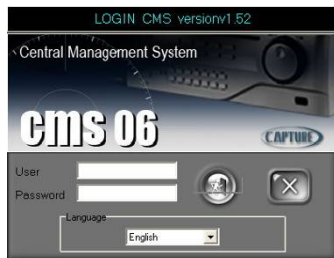 LOGIN CMS versionv1.52
Central Management System
CMS 06
CAPTURE
User
Password
Language
English